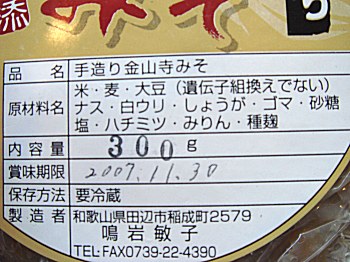 添
みそ
り
品名 手造り金山寺みそ
原材料名 米・麦・大豆（遺伝子組換えでない）
ナス・白ウリ・しょうが・ゴマ・砂糖
塩・ハチミツ・みりん・種麹
内容量 300g
賞味期限 2007.11.30
保存方法 要冷蔵
製造者 和歌山県田辺市稲成町2579
鳴岩敏子
TEL・FAX0739-22-4390